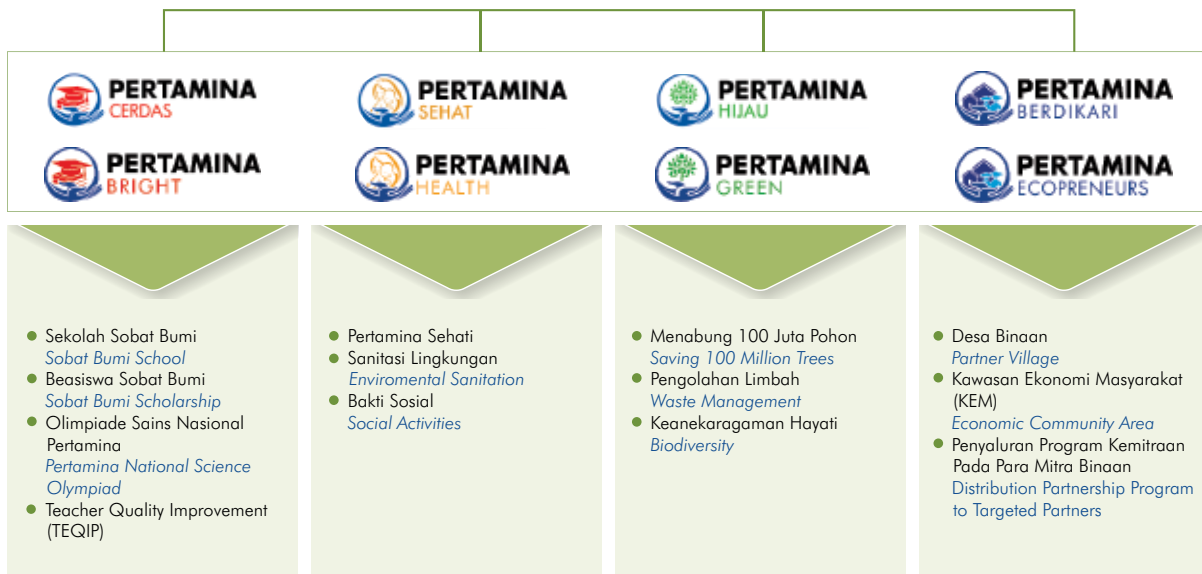 PERTAMINA
CERDAS
PERTAMINA
BRIGHT
PERTAMINA
SEHAT
PERTAMINA
HEALTH
PERTAMINA
HIJAU
PERTAMINA
GREEN
PERTAMINA
BERDIKARI
PERTAMINA
ECOPRENEURS
Sekolah Sobat Bumi
Sobat Bumi School
Beasiswa Sobat Bumi
Sobat Bumi Scholarship
Olimpiade Sains Nasional
Pertamina
Pertamina National Science
Olympiad
Teacher Quality Improvement
(TEQIP)
Pertamina Sehati
Sanitasi Lingkungan
Enviromental Sanitation
Bakti Sosial
Social Activities
Menabung 100 Juta Pohon
Saving 100 Million Trees
Pengolahan Limbah
Waste Management
Keanekaragaman Hayati
Biodiversity
Desa Binaan
Partner Village
Kawasan Ekonomi Masyarakat
(KEM)
Economic Community Area
Penyaluran Program Kemitraan
Pada Para Mitra Binaan
Distribution Partnership Program
to Targeted Partners